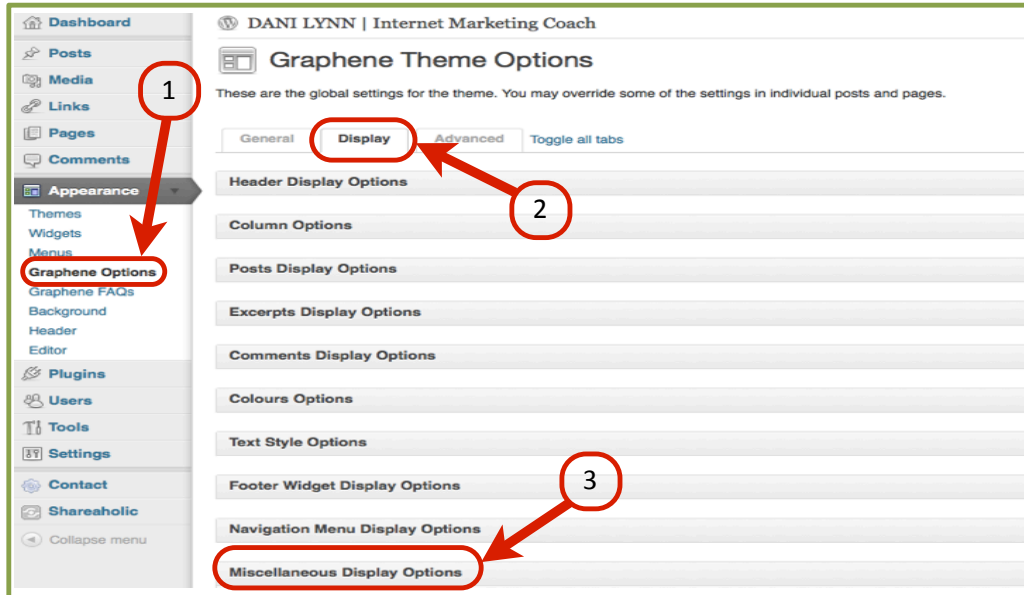 Dashboard
Posts
Media
Links
Pages
Comments
Appearance
Themes
Widgets
Menus
Graphene Options
Graphene FAQs
Background
Header
Editor
Plugins
Users
Tools
Settings
Contact
Shareaholic
Collapse menu
1
DANI LYNN | Internet Marketing Coach
Graphene Theme Options
These are the global settings for the theme. You may override some of the settings in individual posts and pages.
General Display Advanced Toggle all tabs
2
Header Display Options
Column Options
Posts Display Options
Excerpts Display Options
Comments Display Options
Colours Options
Text Style Options
Footer Widget Display Options
3
Navigation Menu Display Options
Miscellaneous Display Options